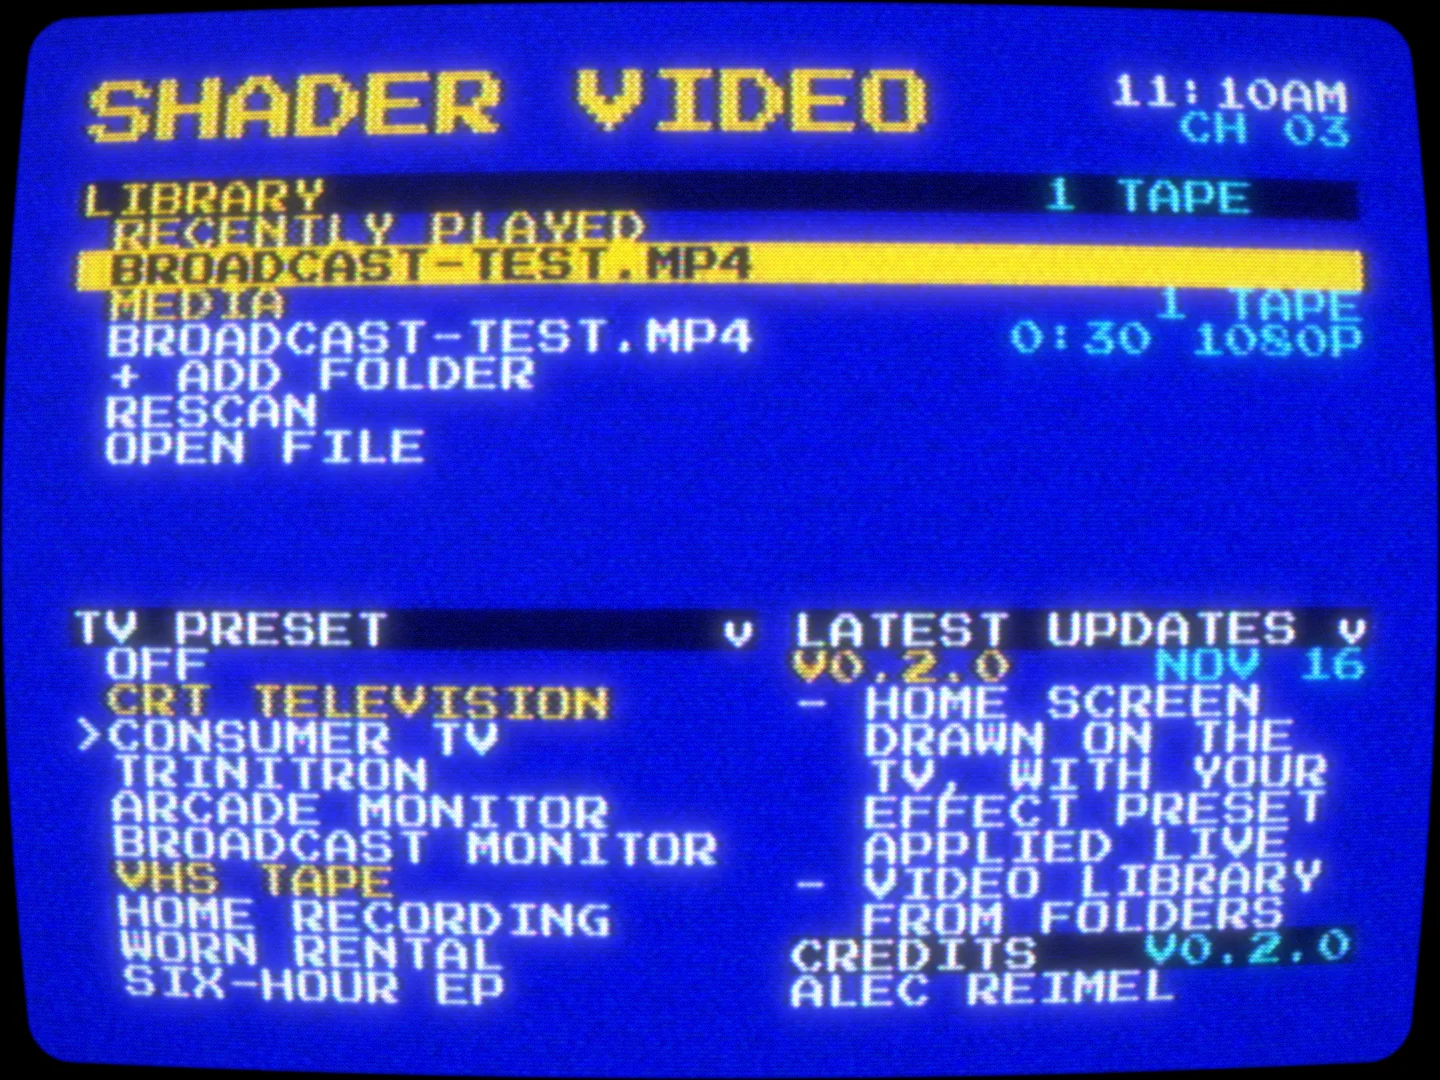 SHADER VIDEO
11:10AM
CH 03
LIBRARY 1 TAPE
RECENTLY PLAYED
BROADCAST-TEST.MP4
MEDIA 1 TAPE
BROADCAST-TEST.MP4 0:30 1080P
+ ADD FOLDER
RESCAN
OPEN FILE
TV PRESET v
OFF
CRT TELEVISION
>CONSUMER TV
TRINITRON
ARCADE MONITOR
BROADCAST MONITOR
VHS TAPE
HOME RECORDING
WORN RENTAL
SIX-HOUR EP
LATEST UPDATES v
V0.2.0 NOV 16
- HOME SCREEN
DRAWN ON THE
TV, WITH YOUR
EFFECT PRESET
APPLIED LIVE
- VIDEO LIBRARY
FROM FOLDERS
CREDITS V0.2.0
ALEC REIMEL